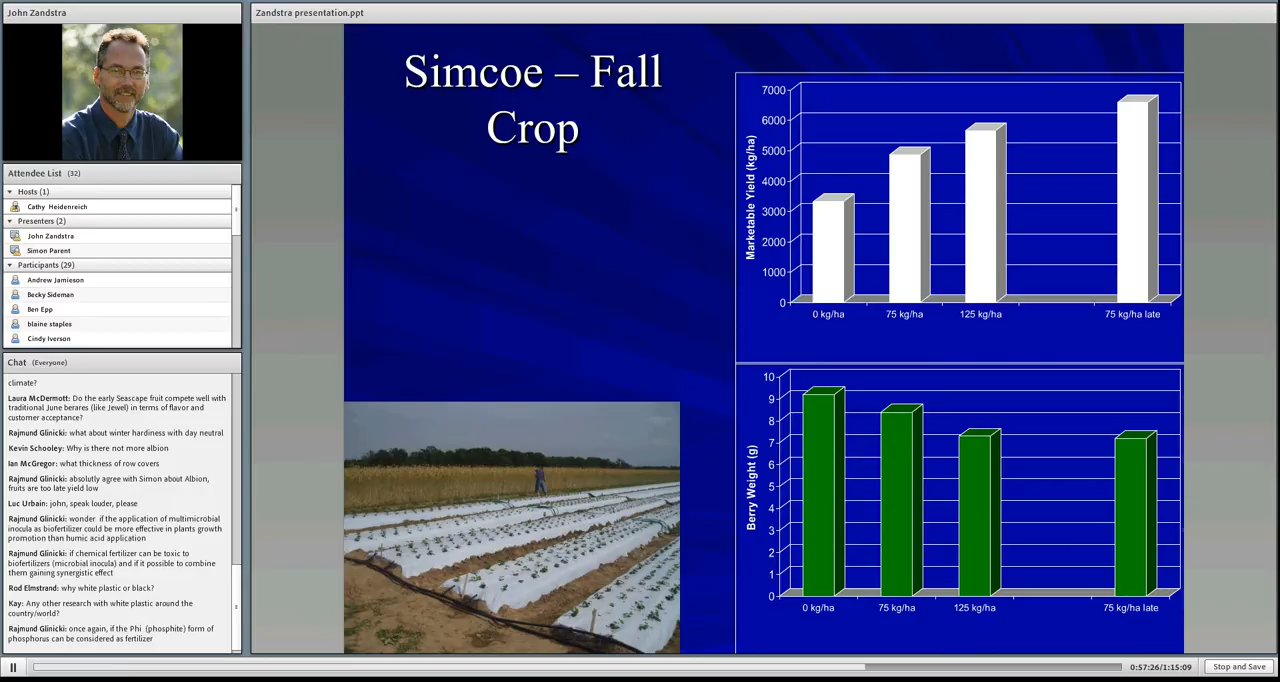 John Zandstra
Attendee List (32)
Hosts (1)
Cathy Heidenreich
Presenters (2)
John Zandstra
Simon Parent
Participants (29)
Andrew Jamieson
Becky Sideman
Ben Epp
blaine staples
Cindy Iverson
Chat (Everyone)
climate?
Laura McDermott: Do the early Seascape fruit compete well with
traditional June berares (like Jewel) in terms of flavor and
customer acceptance?
Rajmund Glinicki: what about winter hardiness with day neutral
Kevin Schooley: Why is there not more albion
Ian McGregor: what thickness of row covers
Rajmund Glinicki: absolutly agree with Simon about Albion,
fruits are too late yield low
Luc Urbain: john, speak louder, please
Rajmund Glinicki: wonder if the application of multimicrobial
inocula as biofertilizer could be more effective in plants growth
promotion than humic acid application
Rajmund Glinicki: if chemical fertilizer can be toxic to
biofertilizers (microbial inocula) and if it possible to combine
them gaining synergistic effect
Rod Elmstrand: why white plastic or black?
Kay: Any other research with white plastic around the
country/world?
Rajmund Glinicki: once again, if the Phi (phosphite) form of
phosphorus can be considered as fertilizer
Zandstra presentation.ppt
Simcoe – Fall
Crop
Marketable Yield (kg/ha)
7000
6000
5000
4000
3000
2000
1000
0
0 kg/ha
75 kg/ha
125 kg/ha
75 kg/ha late
Berry Weight (g)
10
9
8
7
6
5
4
3
2
1
0
0 kg/ha
75 kg/ha
125 kg/ha
75 kg/ha late
0:57:26/1:15:09
Stop and Save